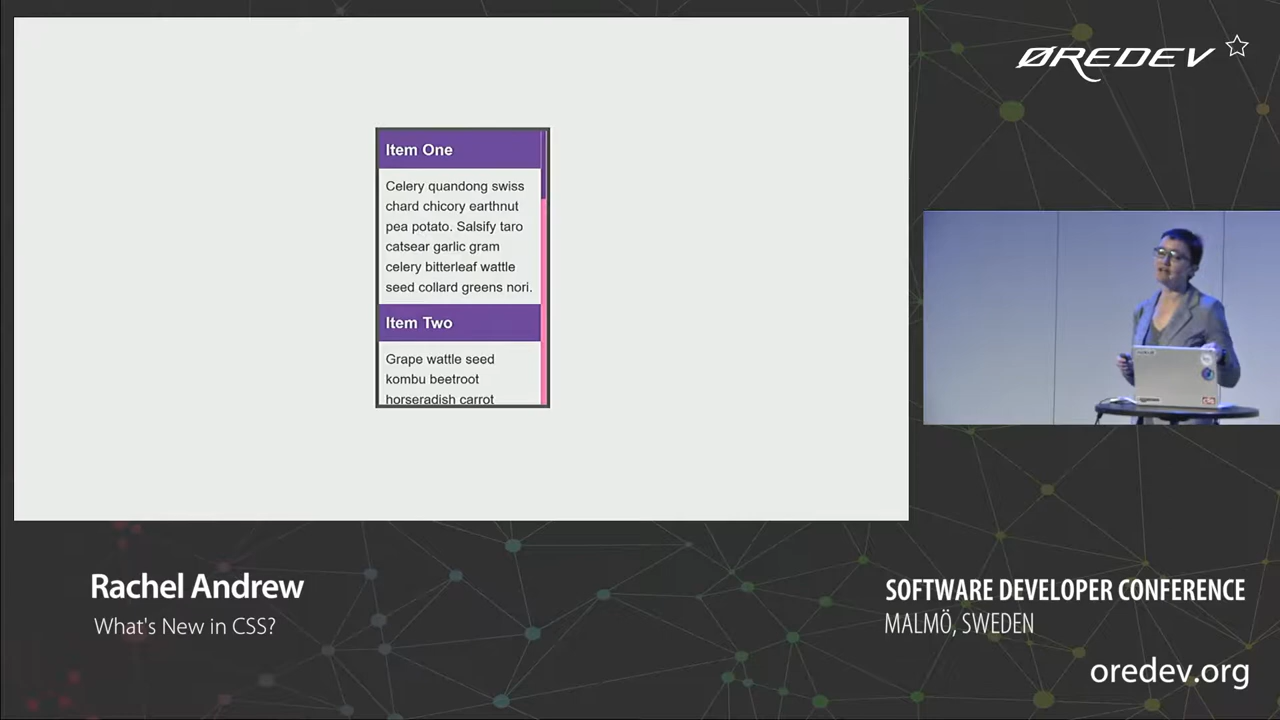 ØREDEV
Item One
Celery quandong swiss
chard chicory earthnut
pea potato. Salsify taro
catsear garlic gram
celery bitterleaf wattle
seed collard greens nori.
Item Two
Grape wattle seed
kombu beetroot
horseradish carrot
Rachel Andrew
What's New in CSS?
SOFTWARE DEVELOPER CONFERENCE
MALMÖ, SWEDEN
oredev.org